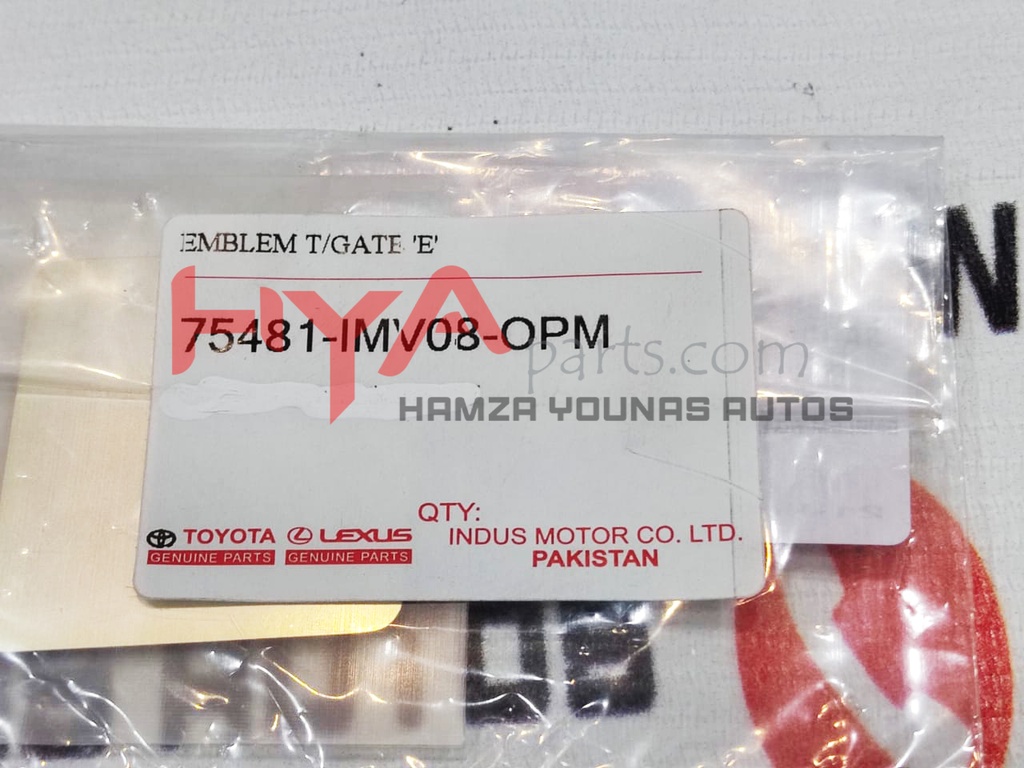 EMBLEM T/GATE 'E'
HYA
75481-IMV08-OPM
parts.com
HAMZA YOUNAS AUTOS
QTY:
TOYOTA LEXUS INDUS MOTOR CO. LTD.
GENUINE PARTS GENUINE PARTS PAKISTAN
N